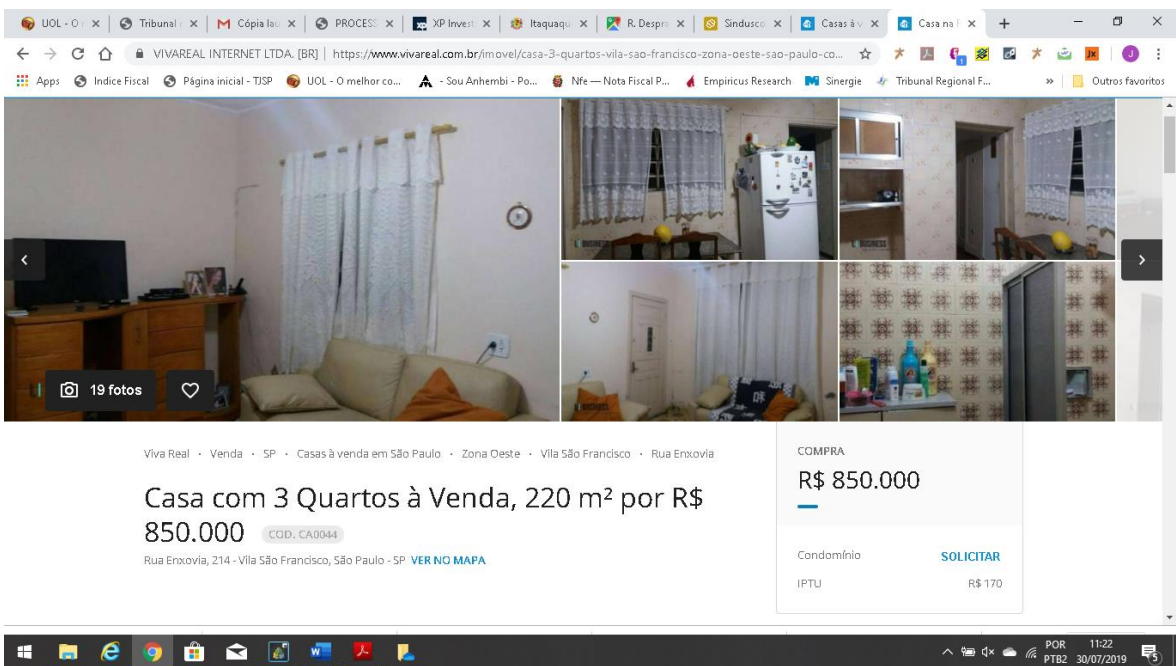 UOL - O
Tribunal
Cópia lau
PROCESS
XP Invest
Itaquaqu
R. Despra
Sindusco
Casas à v
Casa na
VIVAREAL INTERNET LTDA. [BR] | https://www.vivareal.com.br/imovel/casa-3-quartos-vila-sao-francisco-zona-oeste-sao-paulo-co...
Apps
Indice Fiscal
Página inicial - TJSP
UOL - O melhor co...
- Sou Anhembi - Po...
Nfe — Nota Fiscal P...
Empiricus Research
Sinergie
Tribunal Regional F...
»
Outros favoritos
BUSINESS
BUSINESS
BUSINESS
BUSINESS
19 fotos
Viva Real · Venda · SP · Casas à venda em São Paulo · Zona Oeste · Vila São Francisco · Rua Enxovia
Casa com 3 Quartos à Venda, 220 m² por R$
850.000 COD. CA0044
Rua Enxovia, 214 - Vila São Francisco, São Paulo - SP VER NO MAPA
COMPRA
R$ 850.000
Condomínio SOLICITAR
IPTU R$ 170
POR 11:22
PTB2 30/07/2019